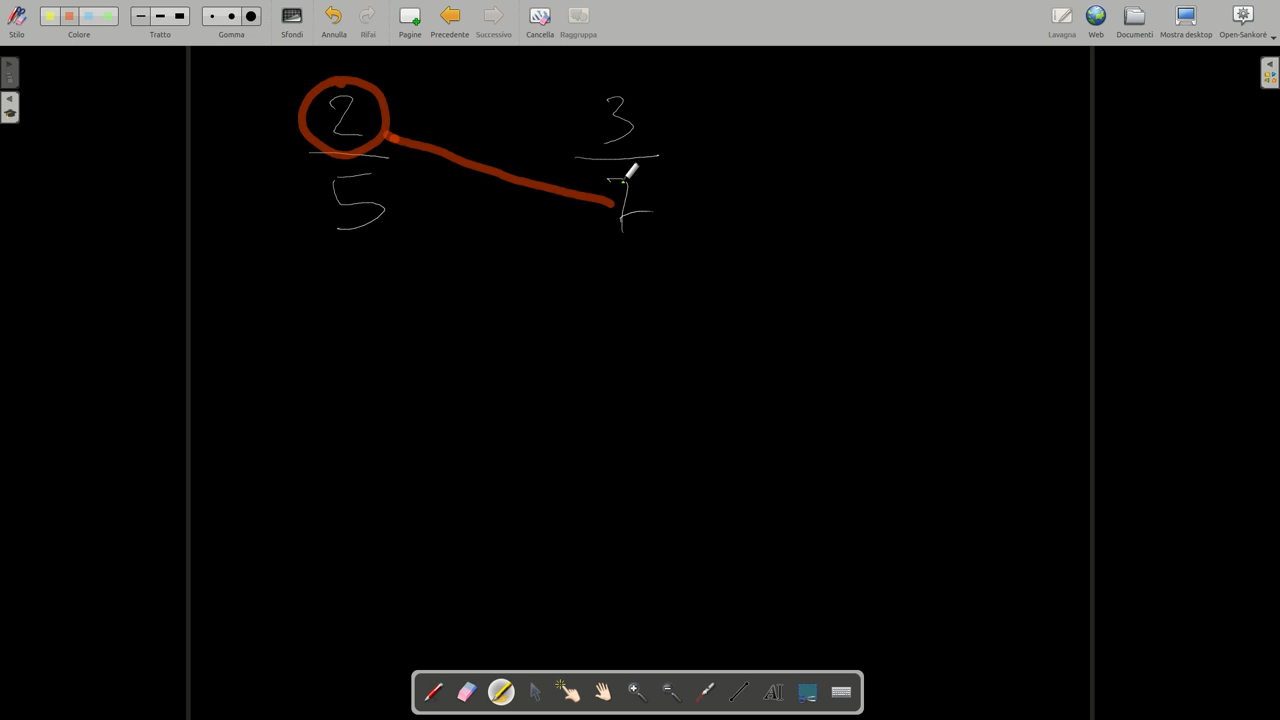 Stilo Colore Tratto Gomma Sfondi Annulla Rifai Pagine Precedente Successivo Cancella Raggruppa Lavagna Web Documenti Mostra desktop Open-Sankoré
2 3
5 7
AI